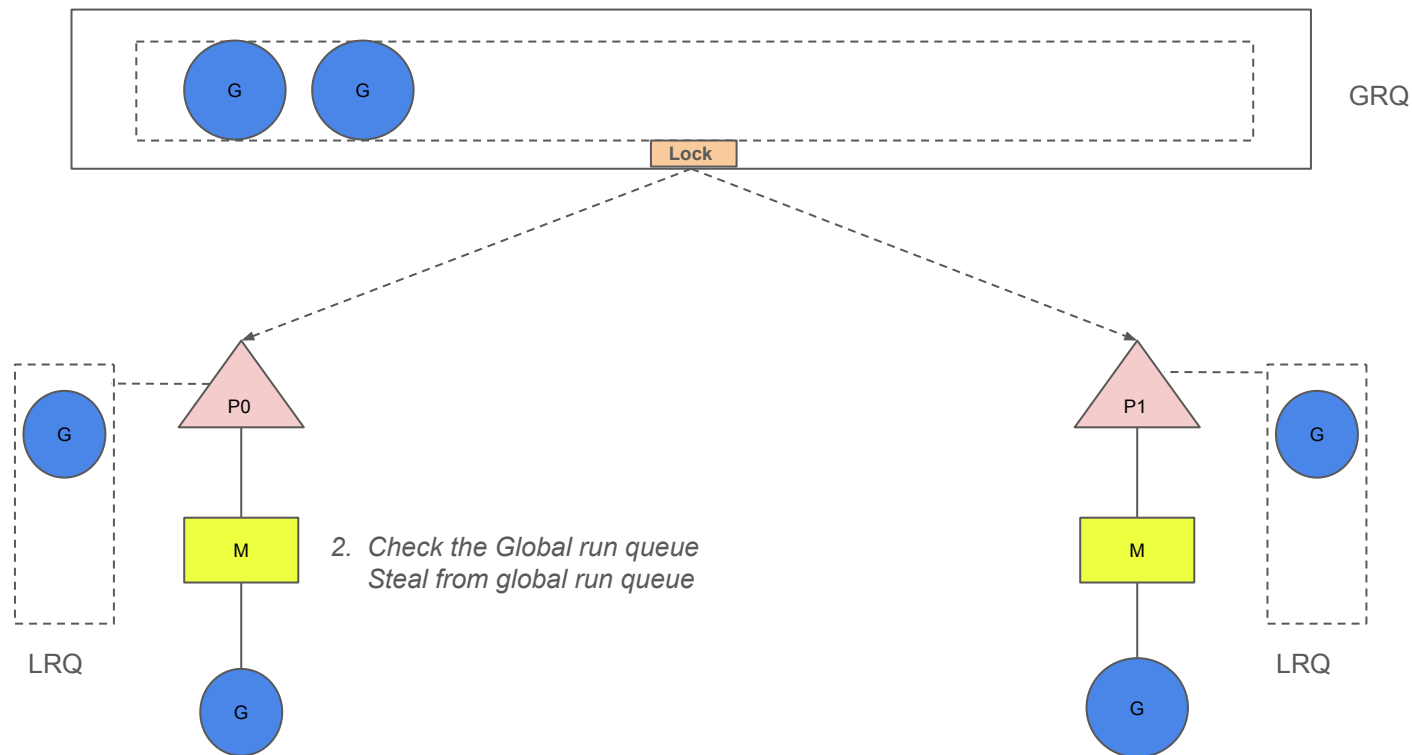 G
G
GRQ
Lock
P0
P1
G
G
M
2. Check the Global run queue
Steal from global run queue
M
LRQ
LRQ
G
G